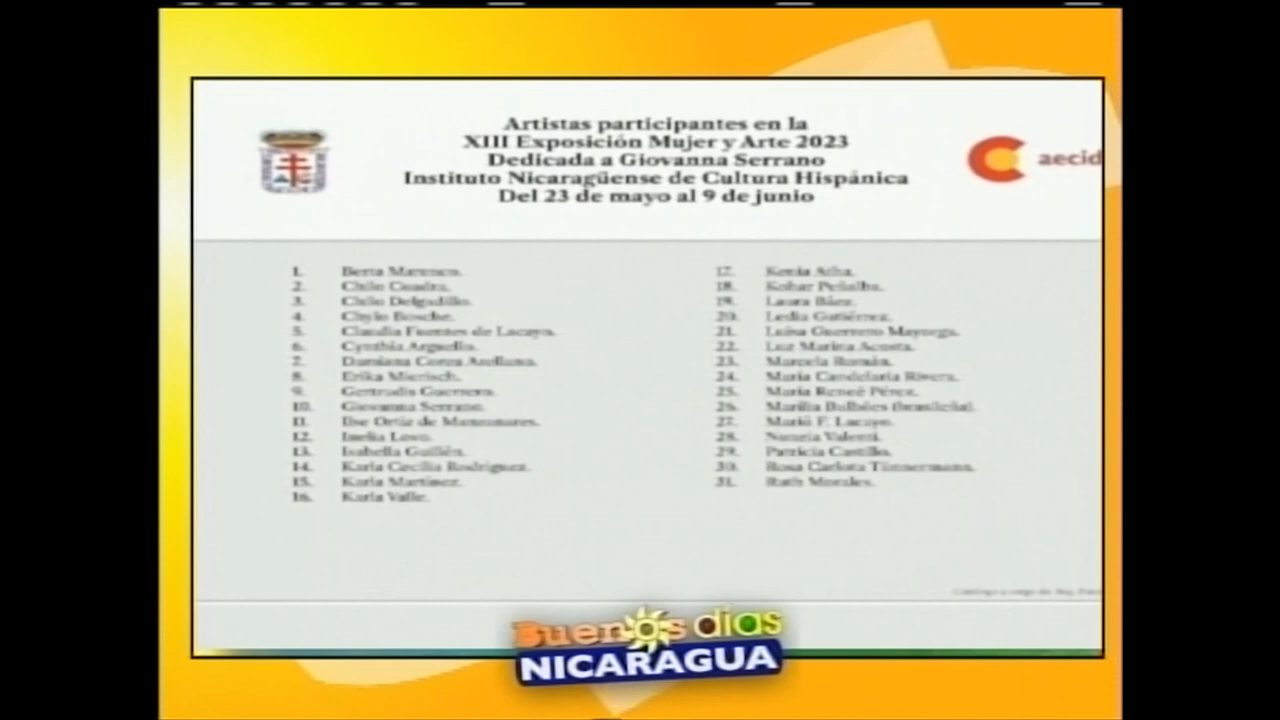 Artistas participantes en la
XIII Exposición Mujer y Arte 2023
Dedicada a Giovanna Serrano
Instituto Nicaragüense de Cultura Hispánica
Del 23 de mayo al 9 de junio
aecid
1. Berta Marenco.
2. Chilo Cuadra.
3. Chilo Delgadillo.
4. Chylo Bosche.
5. Claudia Fuentes de Lacayo.
6. Cynthia Arguello.
7. Damiana Correa Arellano.
8. Erika Mierisch.
9. Gertrudis Guerrero.
10. Giovanna Serrano.
11. Ilse Ortiz de Manzanares.
12. Lovo.
13. Isabella Guillén.
14. Karla Cecilia Rodríguez.
15. Karla Martínez.
16. Karla Valle.
17. Kenia
18. Peñalba.
19. Laura Báez.
20. Ledia Gutiérrez.
21. Luisa Guerrero Mayorga.
22. Luz Marina Acosta.
23. Marcela Román.
24. María Candelaria Rivera.
25. María Reneé Pérez.
26. Marilia Bulhões (brasileña).
27. F. Lacayo.
28. Valenti.
29. Patricia Castillo.
30. Rosa Carlota Tünnermann.
31. Ruth Morales.
Buenos días
NICARAGUA